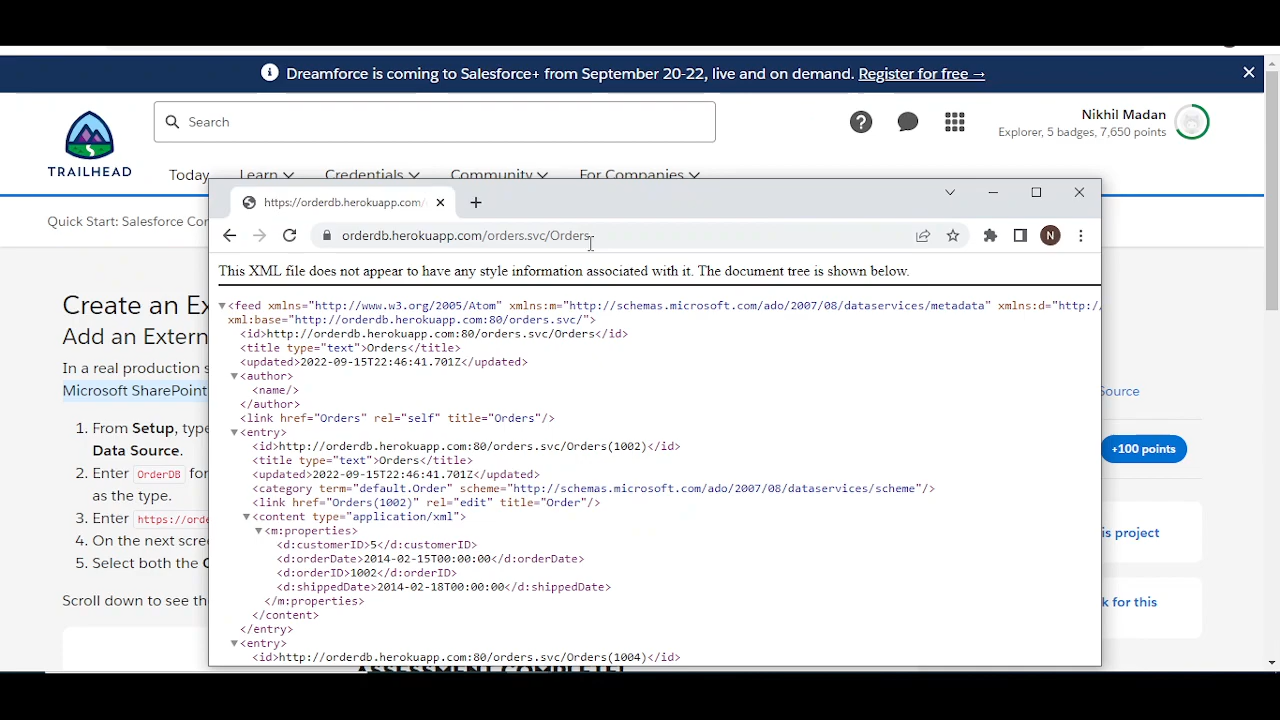 Dreamforce is coming to Salesforce+ from September 20-22, live and on demand. Register for free →
Search
Nikhil Madan
Explorer, 5 badges, 7,650 points
TRAILHEAD
Today Learn Credentials Community For Companies
Quick Start: Salesforce Cor
https://orderdb.herokuapp.com/
orderdb.herokuapp.com/orders.svc/Orders
N
This XML file does not appear to have any style information associated with it. The document tree is shown below.
<feed xmlns="http://www.w3.org/2005/Atom" xmlns:m="http://schemas.microsoft.com/ado/2007/08/dataservices/metadata" xmlns:d="http:/
xml:base="http://orderdb.herokuapp.com:80/orders.svc/">
<id>http://orderdb.herokuapp.com:80/orders.svc/Orders</id>
<title type="text">Orders</title>
<updated>2022-09-15T22:46:41.701Z</updated>
<author>
<name/>
</author>
<link href="Orders" rel="self" title="Orders"/>
<entry>
<id>http://orderdb.herokuapp.com:80/orders.svc/Orders(1002)</id>
<title type="text">Orders</title>
<updated>2022-09-15T22:46:41.701Z</updated>
<category term="default.Order" scheme="http://schemas.microsoft.com/ado/2007/08/dataservices/scheme"/>
<link href="Orders(1002)" rel="edit" title="Order"/>
<content type="application/xml">
<m:properties>
<d:customerID>5</d:customerID>
<d:orderDate>2014-02-15T00:00:00</d:orderDate>
<d:orderID>1002</d:orderID>
<d:shippedDate>2014-02-18T00:00:00</d:shippedDate>
</m:properties>
</content>
</entry>
<entry>
<id>http://orderdb.herokuapp.com:80/orders.svc/Orders(1004)</id>
Create an Ex
Add an Extern
In a real production s
Microsoft SharePoint
1. From Setup, type
Data Source.
2. Enter OrderDB for
as the type.
3. Enter https://orde
4. On the next scree
5. Select both the
Scroll down to see th
Source
+100 points
is project
k for this
ASSESSMENT COMPLETE!